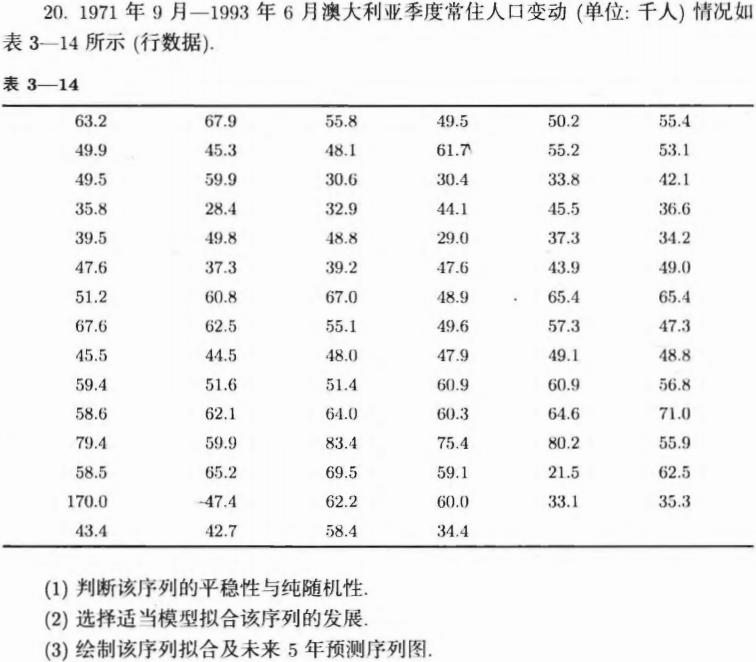 20. 1971 年 9 月—1993 年 6 月澳大利亚季度常住人口变动 (单位: 千人) 情况如
表 3—14 所示 (行数据).
表 3—14
63.2 67.9 55.8 49.5 50.2 55.4
49.9 45.3 48.1 61.7 55.2 53.1
49.5 59.9 30.6 30.4 33.8 42.1
35.8 28.4 32.9 44.1 45.5 36.6
39.5 49.8 48.8 29.0 37.3 34.2
47.6 37.3 39.2 47.6 43.9 49.0
51.2 60.8 67.0 48.9 65.4 65.4
67.6 62.5 55.1 49.6 57.3 47.3
45.5 44.5 48.0 47.9 49.1 48.8
59.4 51.6 51.4 60.9 60.9 56.8
58.6 62.1 64.0 60.3 64.6 71.0
79.4 59.9 83.4 75.4 80.2 55.9
58.5 65.2 69.5 59.1 21.5 62.5
170.0 -47.4 62.2 60.0 33.1 35.3
43.4 42.7 58.4 34.4
(1) 判断该序列的平稳性与纯随机性.
(2) 选择适当模型拟合该序列的发展.
(3) 绘制该序列拟合及未来 5 年预测序列图.